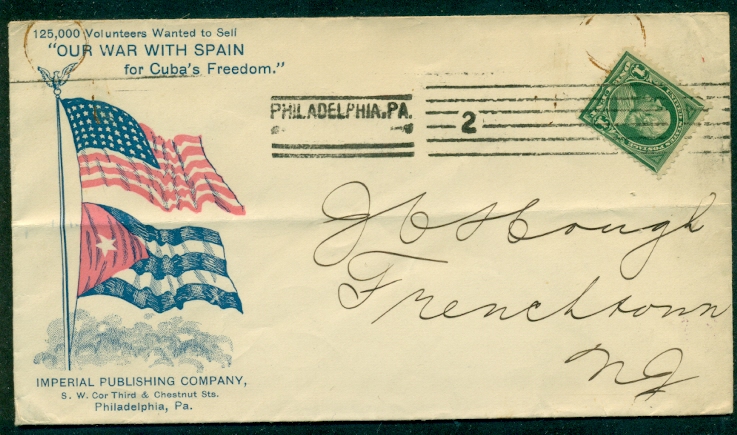 125,000 Volunteers Wanted to Sell
"OUR WAR WITH SPAIN
for Cuba's Freedom."
PHILADELPHIA, PA.
2
J C Hough
Frenchtown
NJ
IMPERIAL PUBLISHING COMPANY,
S. W. Cor Third & Chestnut Sts.
Philadelphia, Pa.